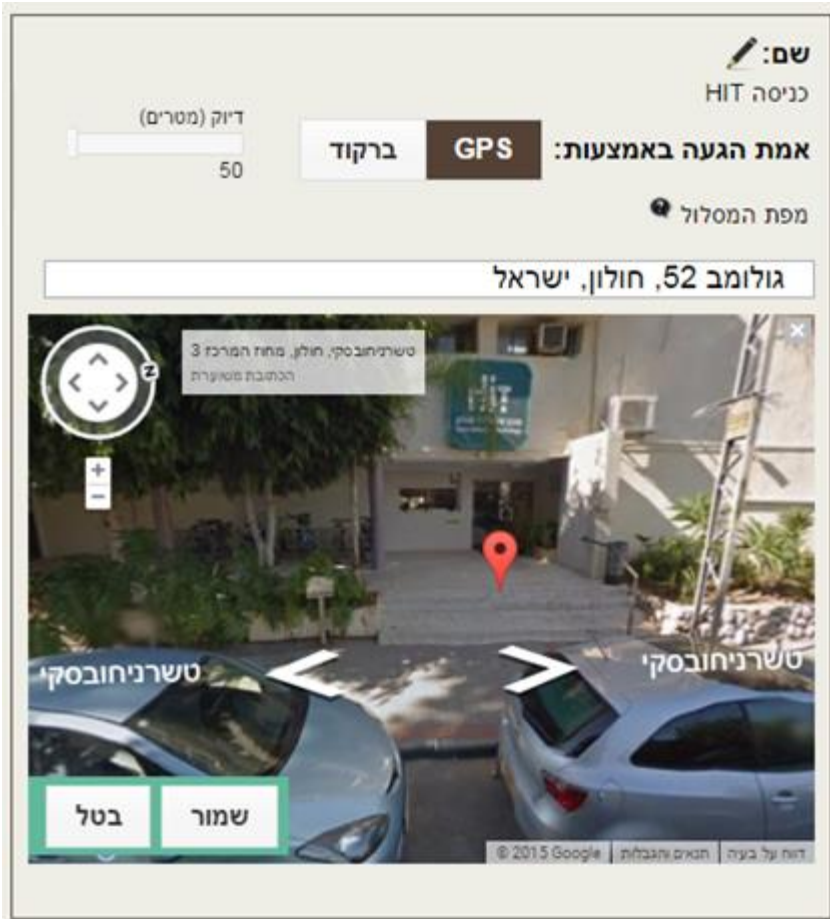 שם:
כניסה HIT
דיוק (מטרים)
אמת הגעה באמצעות: GPS ברקוד
50
מפת המסלול
גולומב 52, חולון, ישראל
טשרניחובסקי, חולון, מחוז המרכז 3
הכתובת משוערת
N
+
−
HIT
טשרניחובסקי
טשרניחובסקי
שמור בטל
© 2015 Google תנאים והגבלות דווח על בעיה